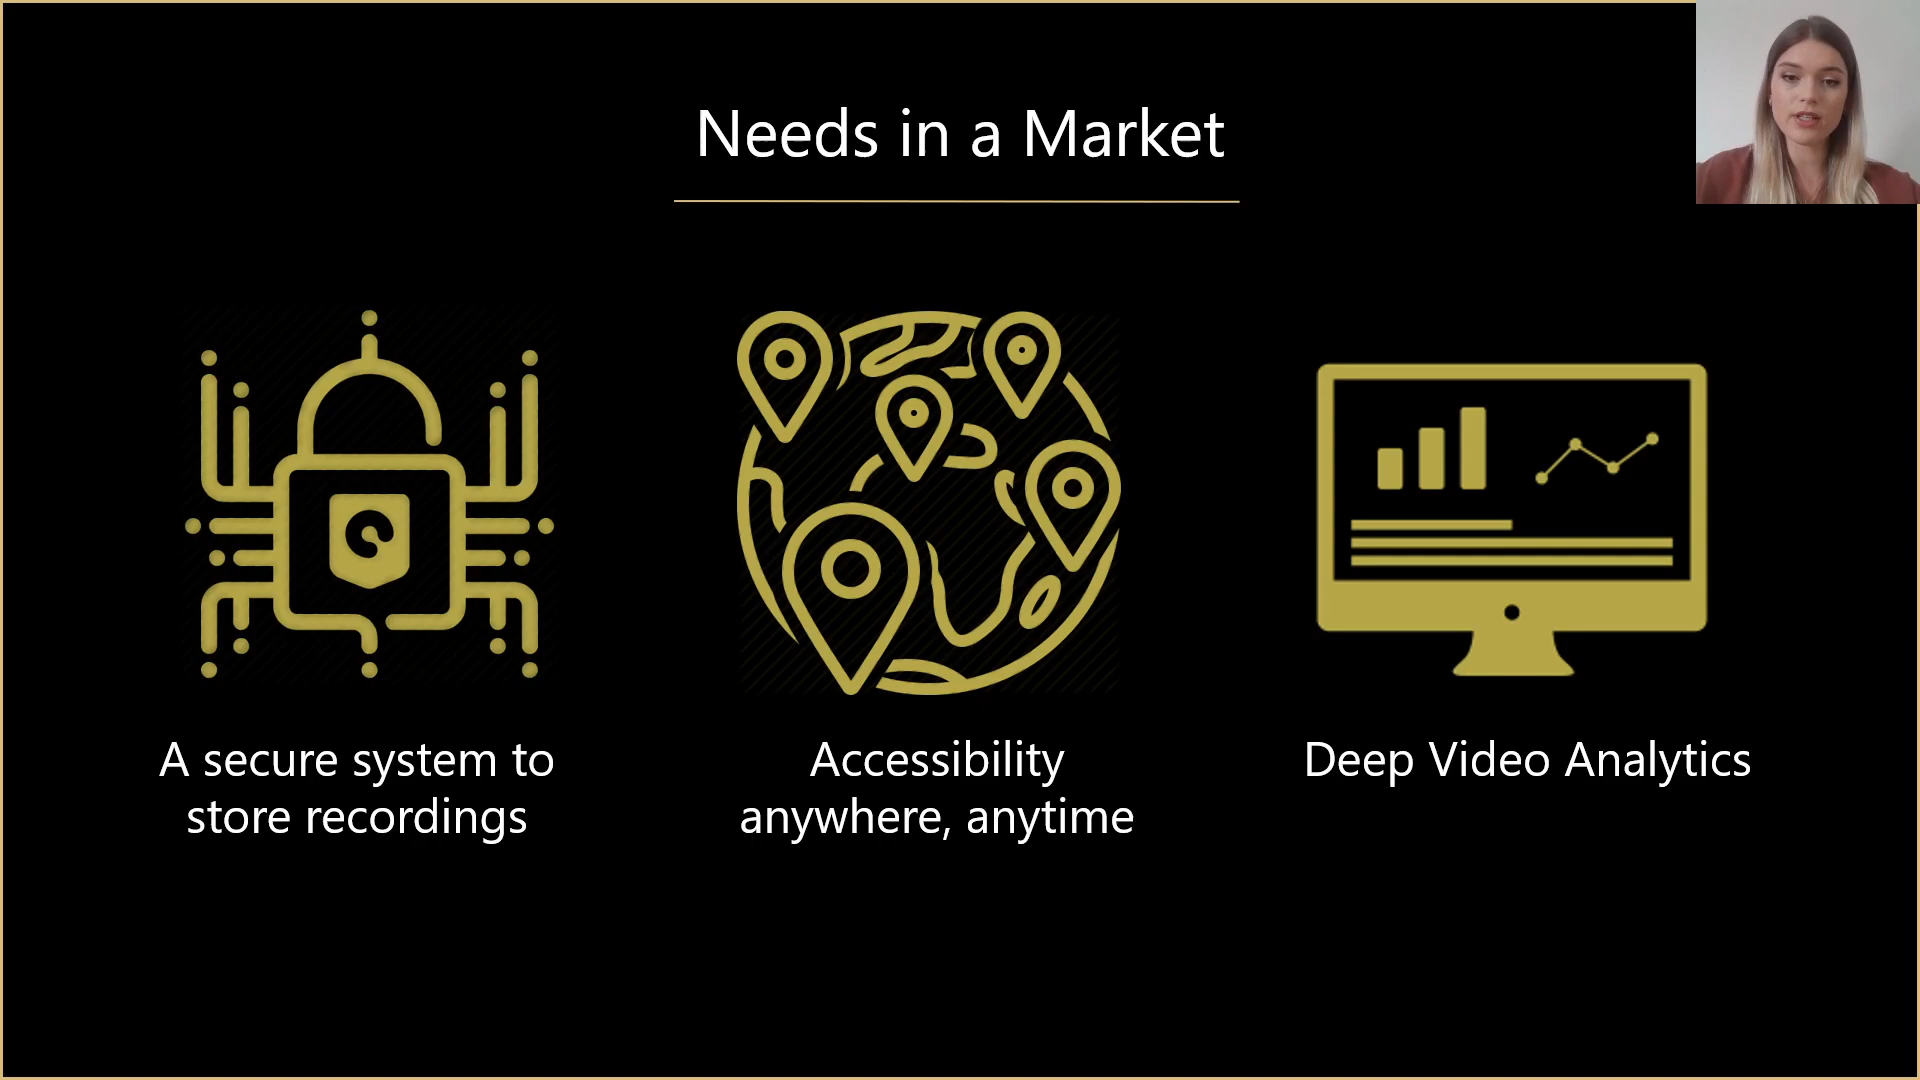 Needs in a Market
A secure system to
store recordings
Accessibility
anywhere, anytime
Deep Video Analytics